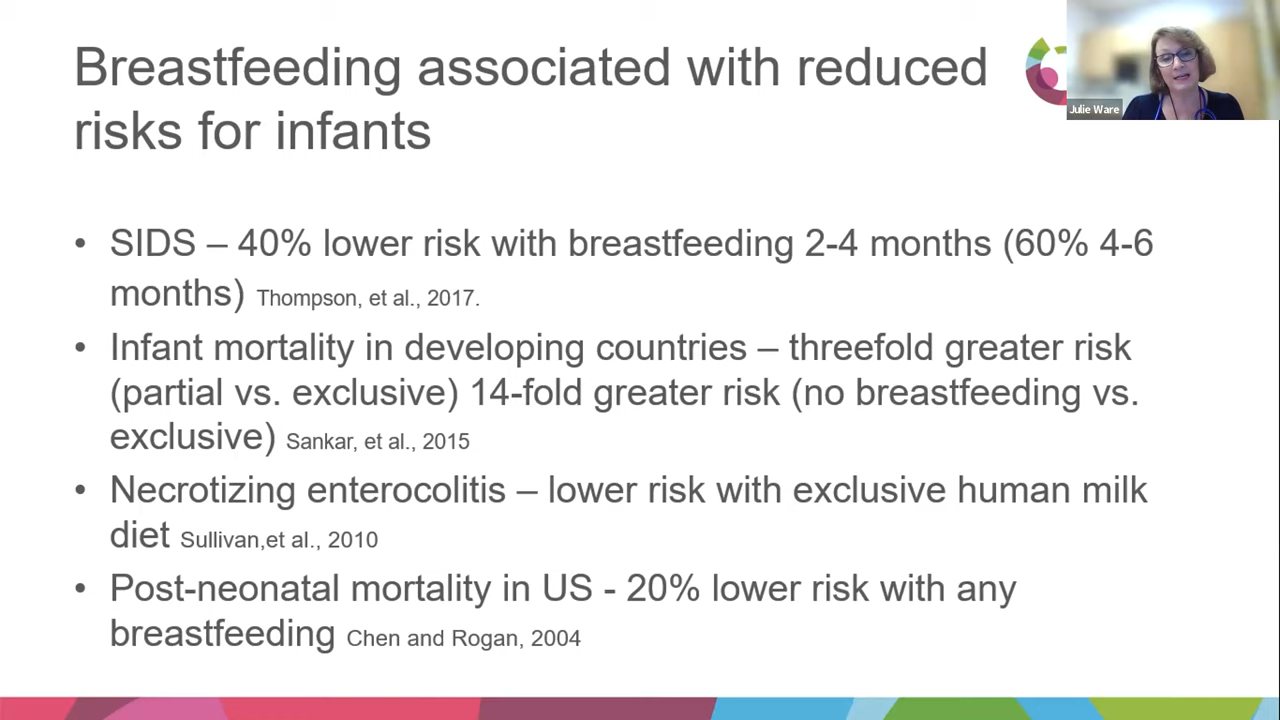 Breastfeeding associated with reduced
risks for infants
Julie Ware
• SIDS – 40% lower risk with breastfeeding 2-4 months (60% 4-6
months) Thompson, et al., 2017.
• Infant mortality in developing countries – threefold greater risk
(partial vs. exclusive) 14-fold greater risk (no breastfeeding vs.
exclusive) Sankar, et al., 2015
• Necrotizing enterocolitis – lower risk with exclusive human milk
diet Sullivan,et al., 2010
• Post-neonatal mortality in US - 20% lower risk with any
breastfeeding Chen and Rogan, 2004